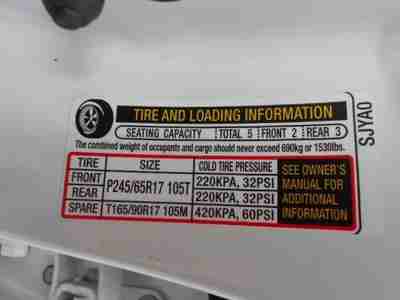 TIRE AND LOADING INFORMATION
SEATING CAPACITY TOTAL 5 FRONT 2 REAR 3
The combined weight of occupants and cargo should never exceed 690kg or 1530lbs.
TIRE SIZE COLD TIRE PRESSURE
FRONT P245/65R17 105T 220KPA, 32PSI
REAR 220KPA, 32PSI
SPARE T165/90R17 105M 420KPA, 60PSI
SEE OWNER'S
MANUAL FOR
ADDITIONAL
INFORMATION
SJYA0